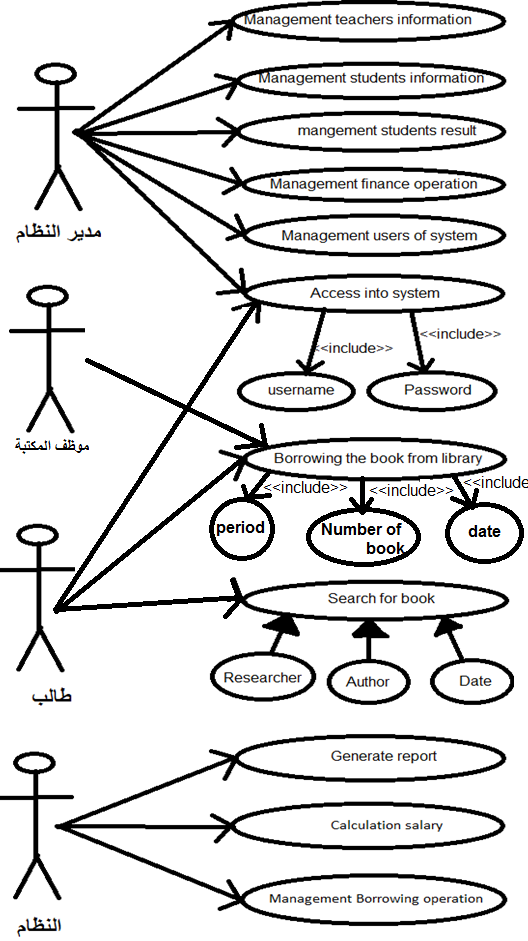 Management teachers information
Management students information
mangement students result
Management finance operation
Management users of system
مدير النظام
Access into system
<<include>>
<<include>>
username
Password
موظف المكتبة
Borrowing the book from library
<<include>>
<<include>>
<<include
period
Number of
book
date
Search for book
Researcher
Author
Date
طالب
Generate report
Calculation salary
Management Borrowing operation
النظام